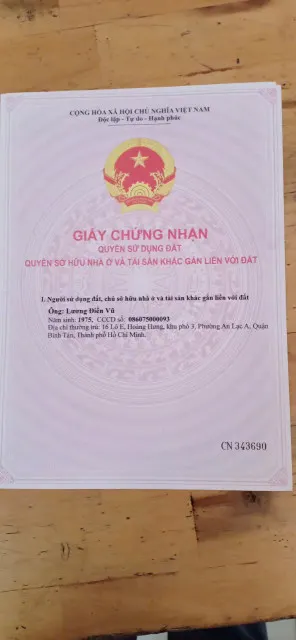 CỘNG HÒA XÃ HỘI CHỦ NGHĨA VIỆT NAM
Độc lập - Tự do - Hạnh phúc
GIẤY CHỨNG NHẬN
QUYỀN SỬ DỤNG ĐẤT
QUYỀN SỞ HỮU NHÀ Ở VÀ TÀI SẢN KHÁC GẮN LIỀN VỚI ĐẤT
I. Người sử dụng đất, chủ sở hữu nhà ở và tài sản khác gắn liền với đất
Ông: Lương Điền Vũ
Năm sinh: 1975, CCCD số: 086075000093
Địa chỉ thường trú: 16 Lô E, Hoàng Hưng, khu phố 3, Phường An Lạc A, Quận
Bình Tân, Thành phố Hồ Chí Minh.
CN 343690